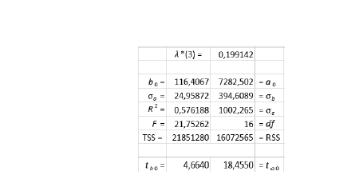 λ*(3) = 0,199142
b₀ = 116,4067 7282,502 = a₀
σₐ = 24,95872 394,6089 = σ_b
R² = 0,576188 1002,265 = σ_ε
F = 21,75262 16 = df
TSS = 21851280 16072565 = RSS
t_b0 = 4,6640 18,4550 = t_a0